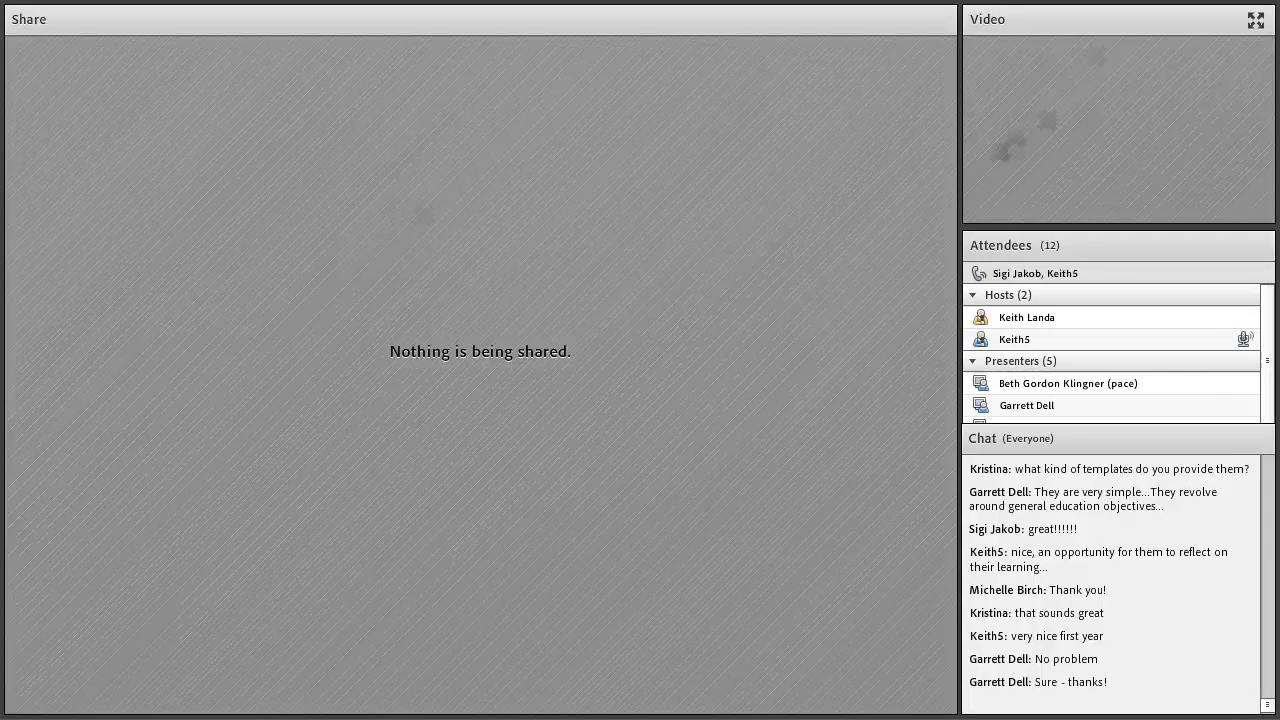 Share
Nothing is being shared.
Video
Attendees (12)
Sigi Jakob, Keith5
Hosts (2)
Keith Landa
Keith5
Presenters (5)
Beth Gordon Klingner (pace)
Garrett Dell
Chat (Everyone)
Kristina: what kind of templates do you provide them?
Garrett Dell: They are very simple...They revolve
around general education objectives...
Sigi Jakob: great!!!!!!
Keith5: nice, an opportunity for them to reflect on
their learning...
Michelle Birch: Thank you!
Kristina: that sounds great
Keith5: very nice first year
Garrett Dell: No problem
Garrett Dell: Sure - thanks!